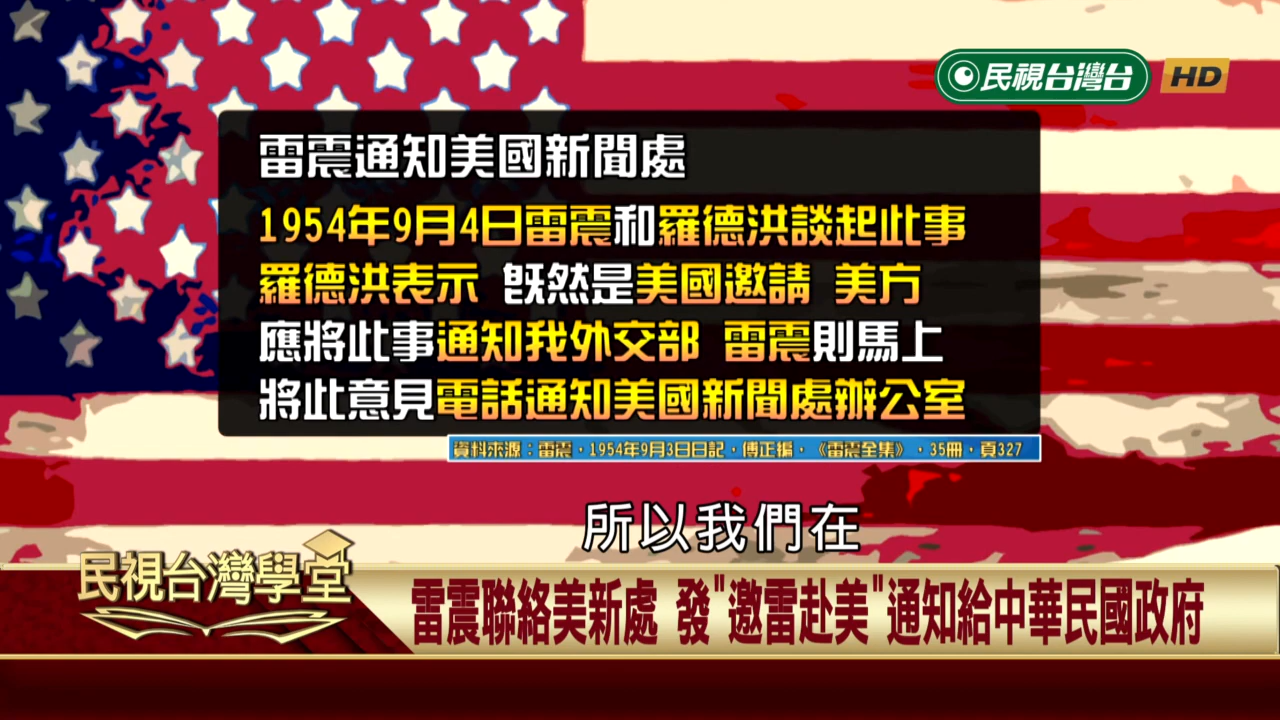 民視台灣台 HD
雷震通知美國新聞處
1954年9月4日雷震和羅德洪談起此事
羅德洪表示 既然是美國邀請 美方
應將此事通知我外交部 雷震則馬上
將此意見電話通知美國新聞處辦公室
資料來源：雷震，1954年9月3日日記，傅正編，《雷震全集》，35冊，頁327
所以我們在
民視台灣學堂
雷震聯絡美新處 發"邀雷赴美"通知給中華民國政府